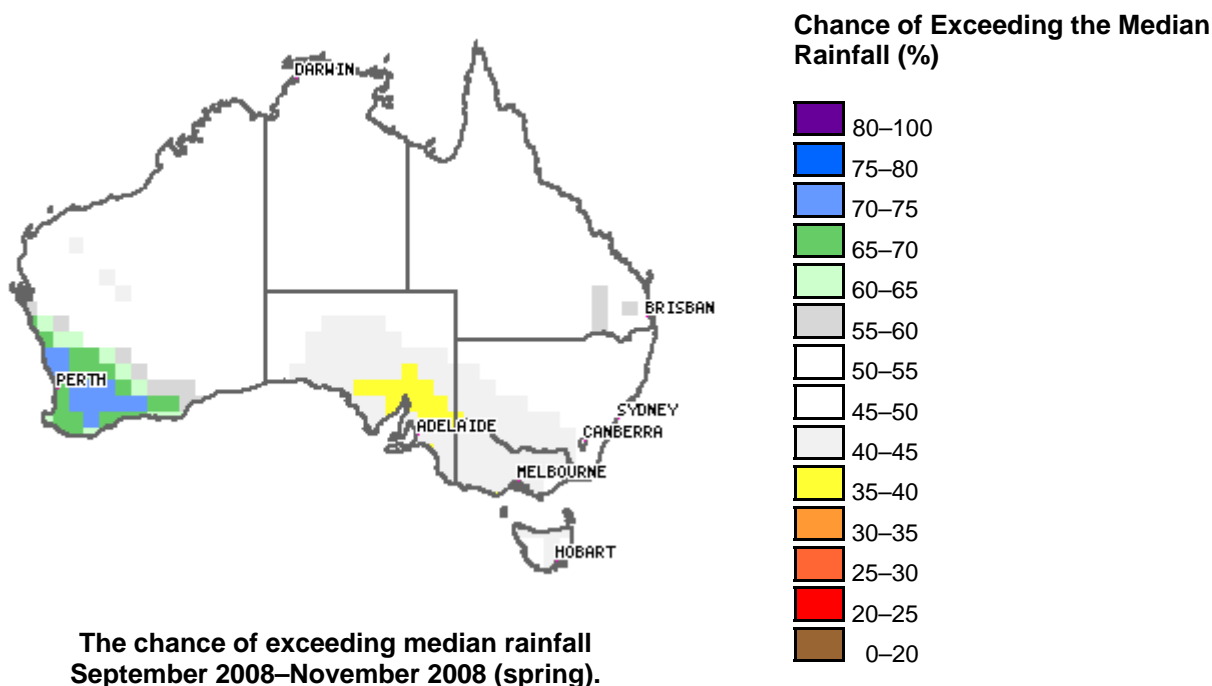 Chance of Exceeding the Median
Rainfall (%)
80–100
75–80
70–75
65–70
60–65
55–60
50–55
45–50
40–45
35–40
30–35
25–30
20–25
0–20
DARWIN
BRISBAN
PERTH
SYDNEY
ADELAIDE
CANBERRA
MELBOURNE
HOBART
The chance of exceeding median rainfall
September 2008–November 2008 (spring).